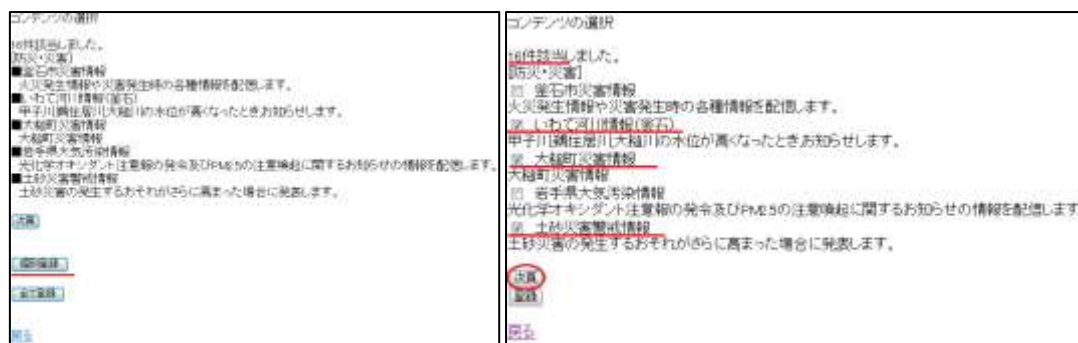 コンテンツの選択
16件該当しました。
[防災・災害]
■釜石市災害情報
火災発生情報や災害発生時の各種情報を配信します。
■いわて河川情報(釜石)
甲子川鵜住居川大槌川の水位が高くなったときお知らせします。
■大槌町災害情報
大槌町災害情報
■岩手県大気汚染情報
光化学オキシダント注意報の発令及びPM2.5の注意喚起に関するお知らせの情報を配信します。
■土砂災害警戒情報
土砂災害の発生するおそれがさらに高まった場合に発表します。
決定
個別登録
全て登録
戻る
コンテンツの選択
16件該当しました。
[防災・災害]
釜石市災害情報
火災発生情報や災害発生時の各種情報を配信します。
いわて河川情報(釜石)
甲子川鵜住居川大槌川の水位が高くなったときお知らせします。
大槌町災害情報
大槌町災害情報
岩手県大気汚染情報
光化学オキシダント注意報の発令及びPM2.5の注意喚起に関するお知らせの情報を配信します
土砂災害警戒情報
土砂災害の発生するおそれがさらに高まった場合に発表します。
決定
登録
戻る